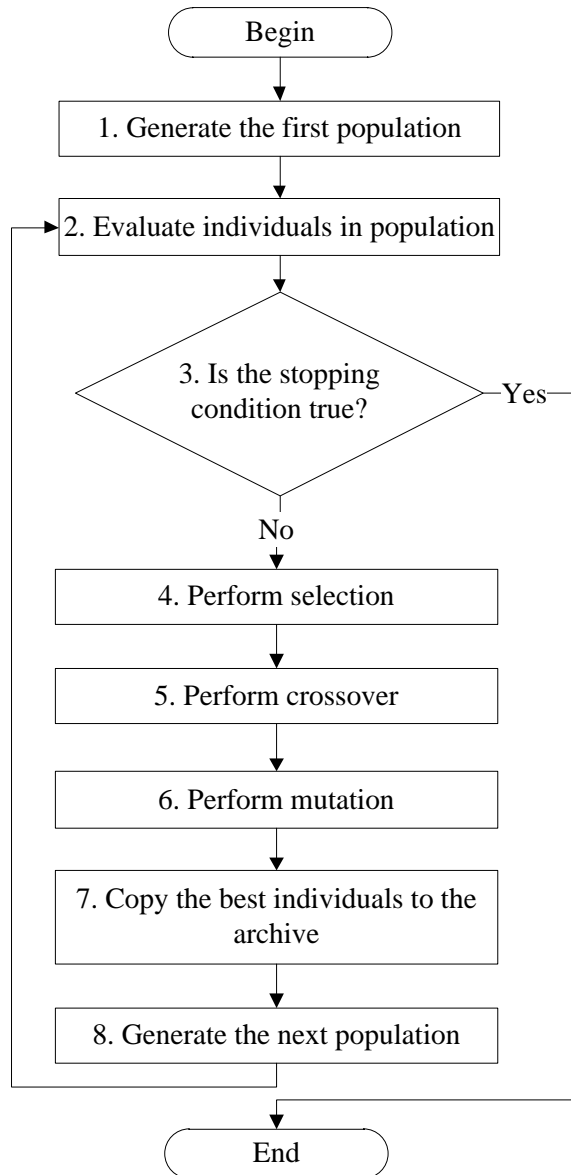 Begin
1. Generate the first population
2. Evaluate individuals in population
3. Is the stopping
condition true?
Yes
No
4. Perform selection
5. Perform crossover
6. Perform mutation
7. Copy the best individuals to the
archive
8. Generate the next population
End